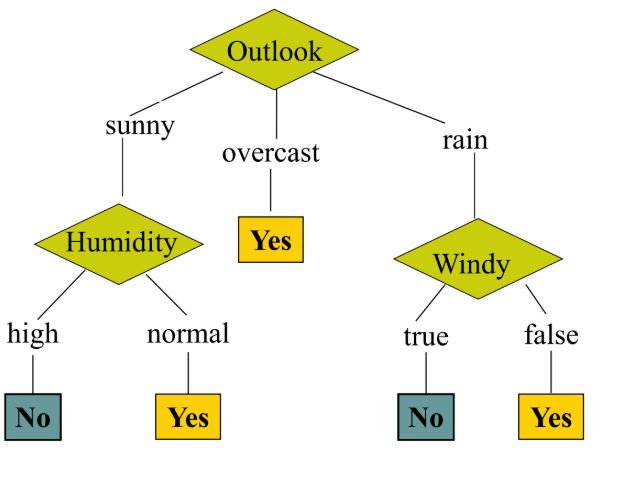 Outlook
sunny
overcast
rain
Humidity
Yes
Windy
high
normal
true
false
No
Yes
No
Yes